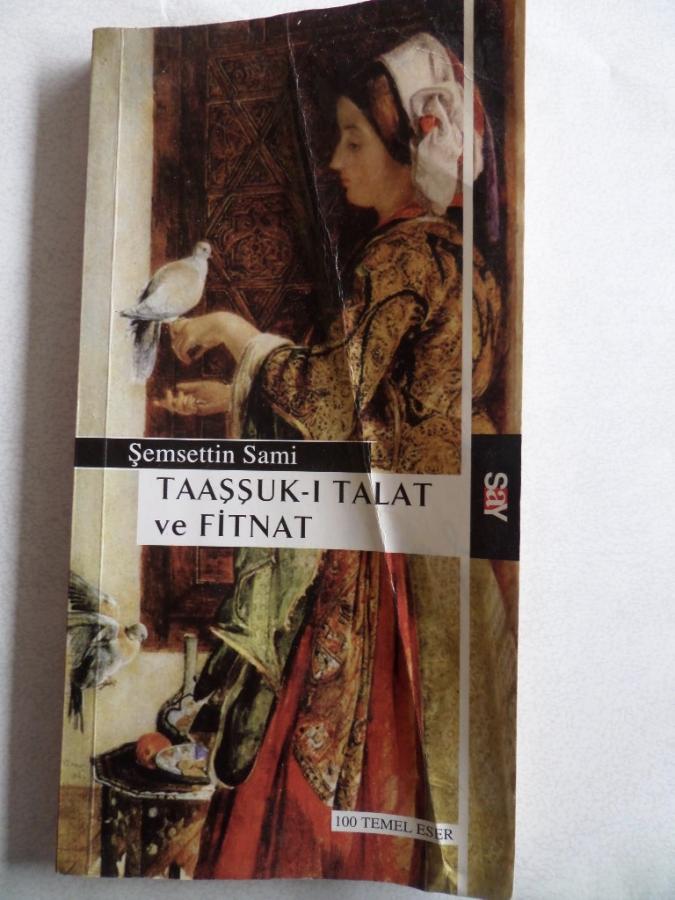 Şemsettin Sami
TAAŞŞUK-I TALAT
ve FİTNAT
Say
100 TEMEL ESER